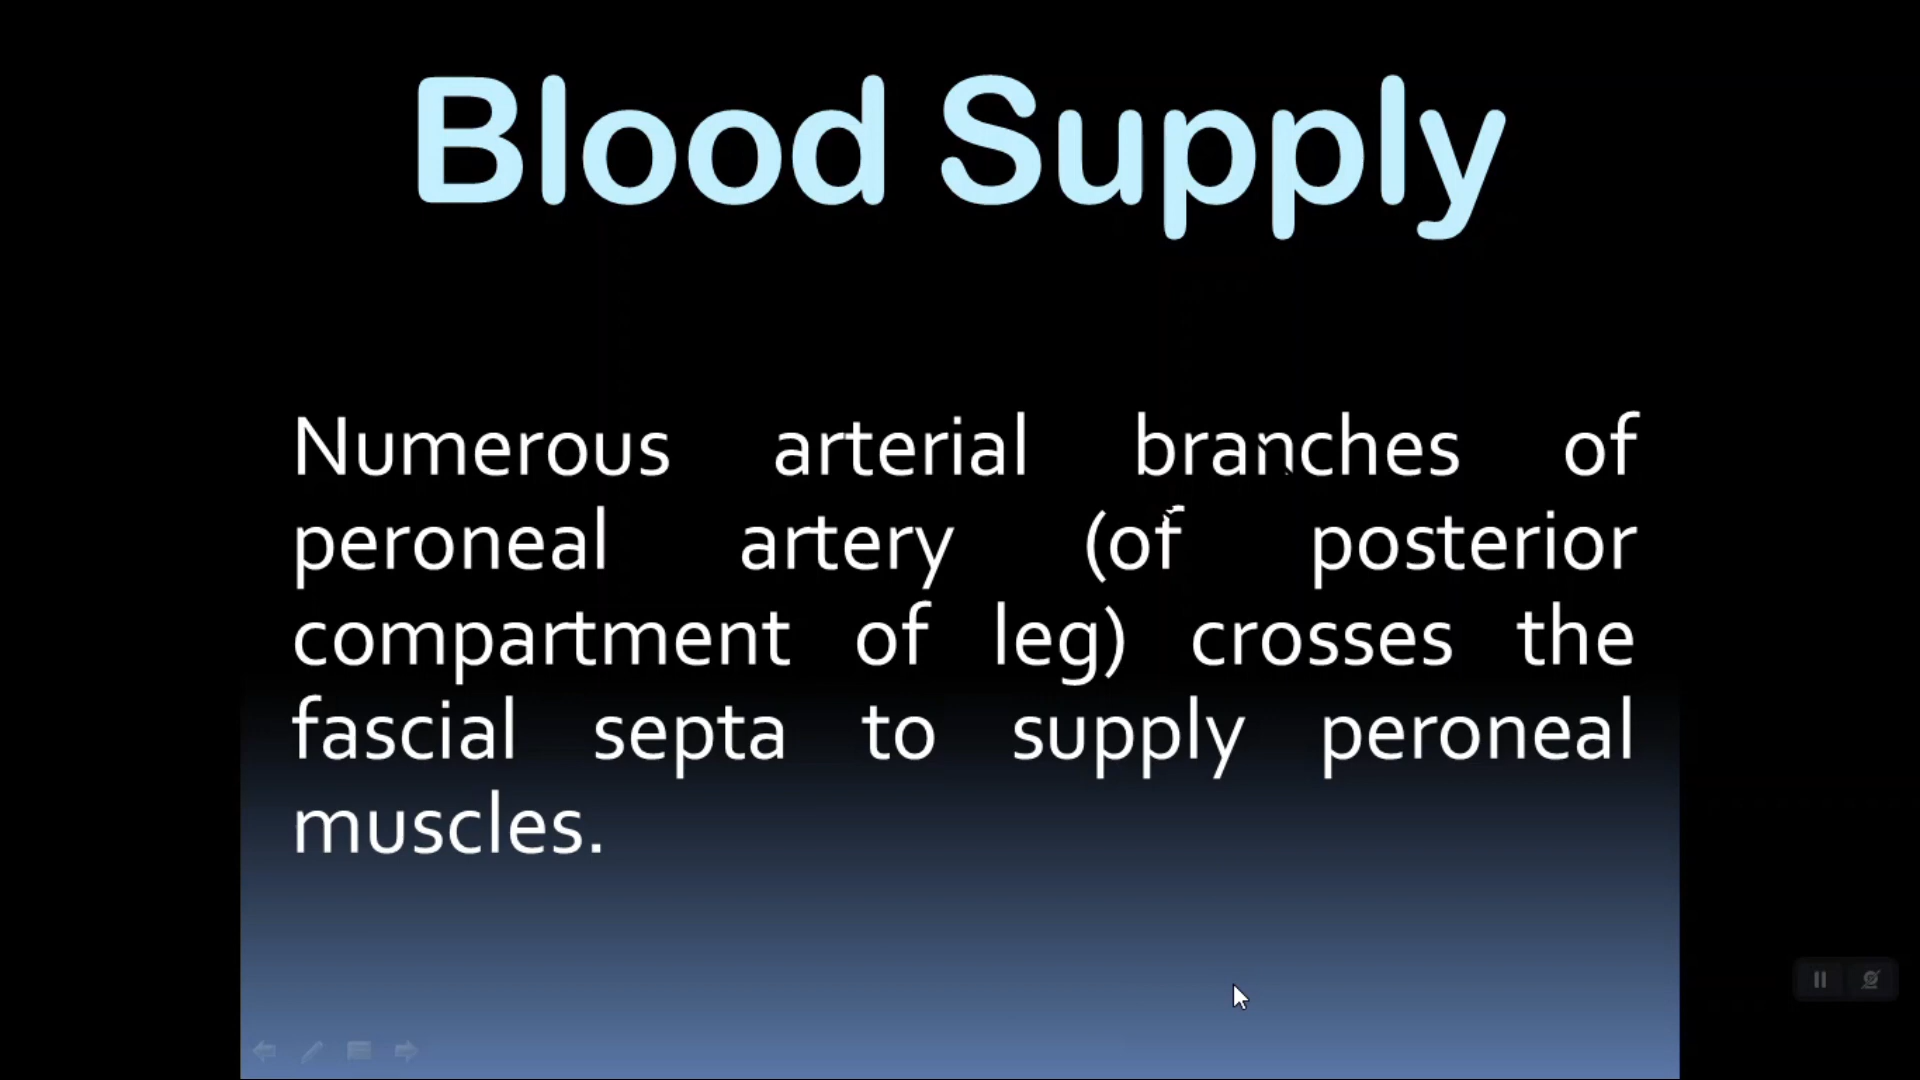 Blood Supply
Numerous arterial branches of
peroneal artery (of posterior
compartment of leg) crosses the
fascial septa to supply peroneal
muscles.